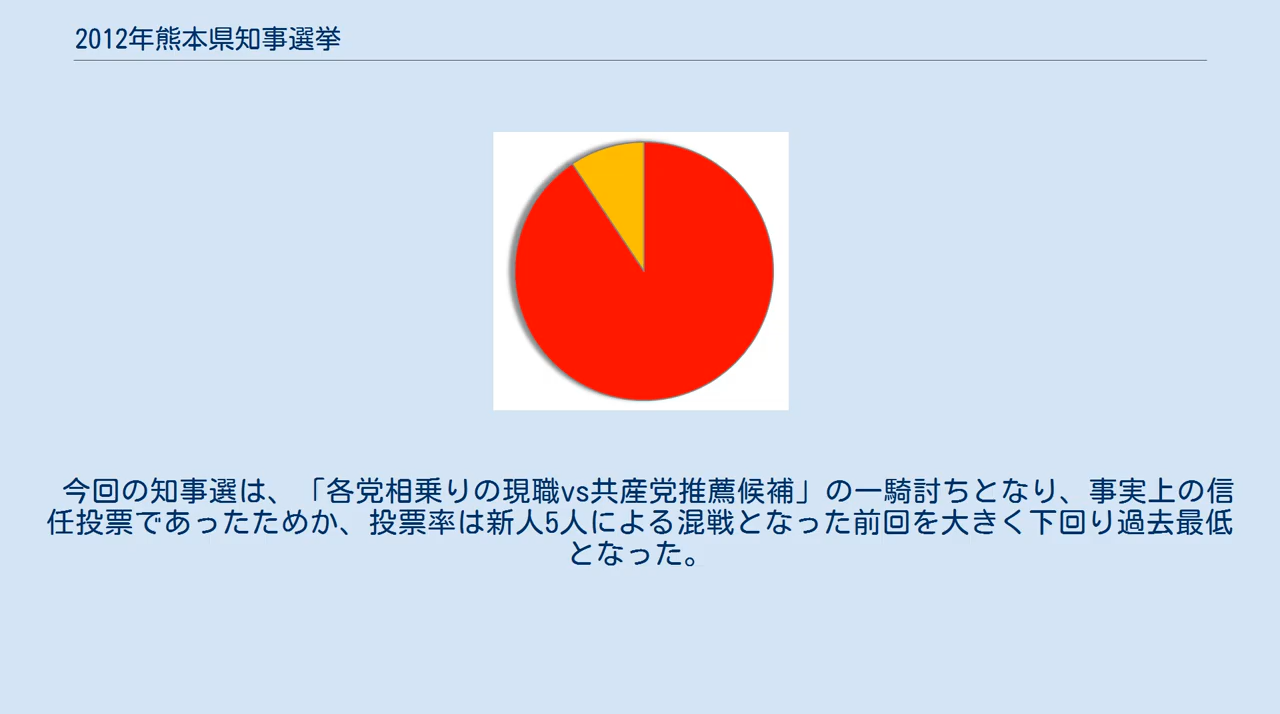 2012年熊本県知事選挙
今回の知事選は、「各党相乗りの現職vs共産党推薦候補」の一騎討ちとなり、事実上の信
任投票であったためか、投票率は新人5人による混戦となった前回を大きく下回り過去最低
となった。